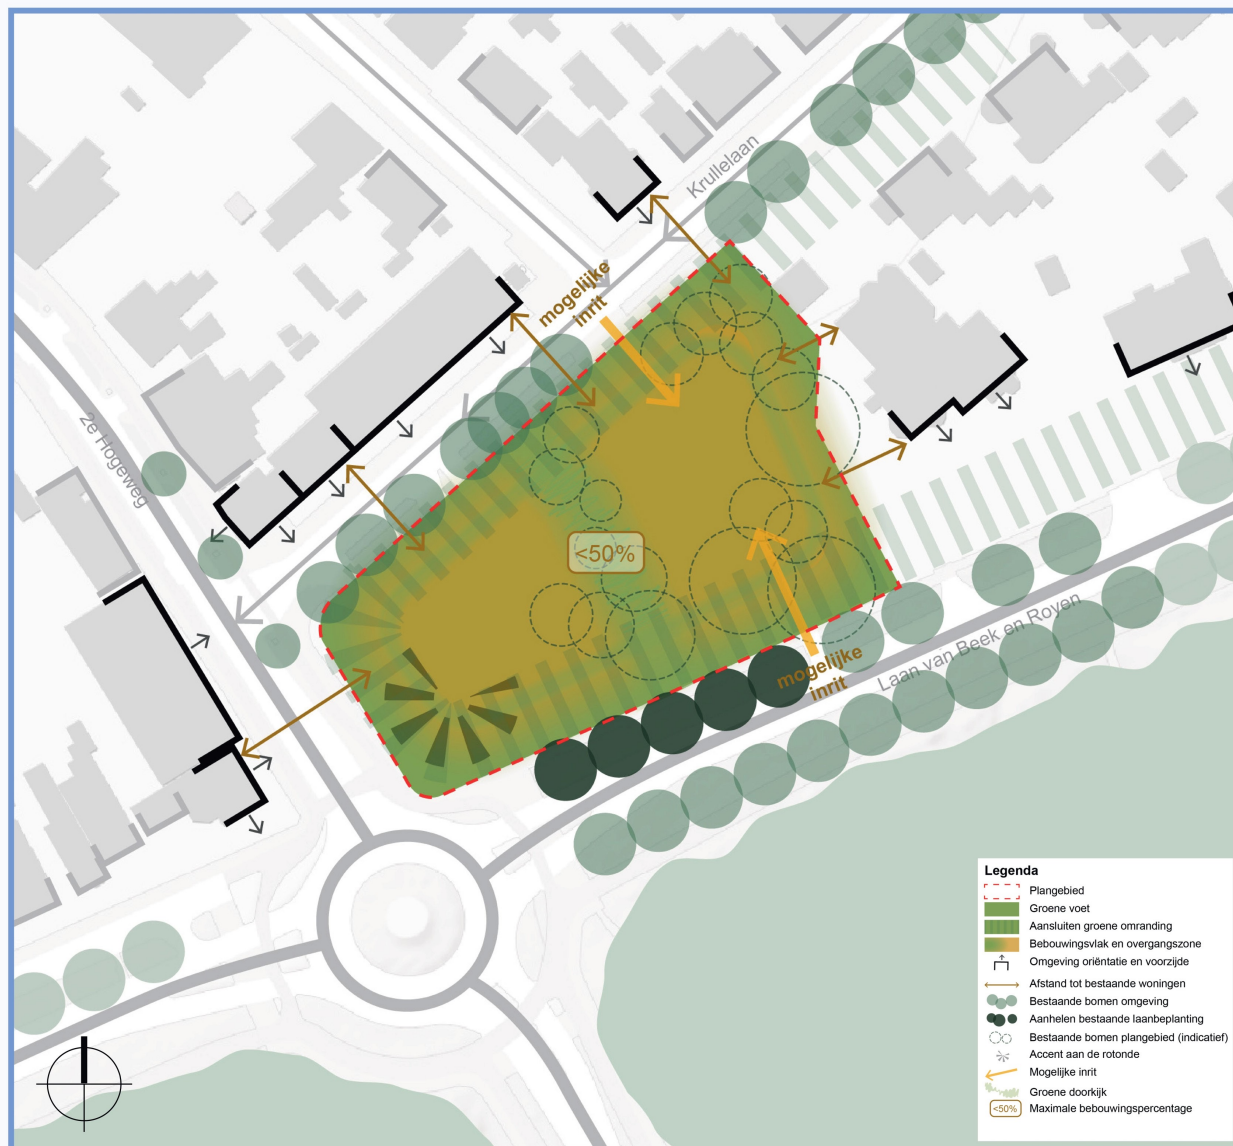 Krullelaan
mogelijke
inrit
2e Hogeweg
<50%
mogelijke
inrit
Laan van Beek en Royen
Legenda
Plangebied
Groene voet
Aansluiten groene omranding
Bebouwingsvlak en overgangszone
Omgeving oriëntatie en voorzijde
Afstand tot bestaande woningen
Bestaande bomen omgeving
Aanhelen bestaande laanbeplanting
Bestaande bomen plangebied (indicatief)
Accent aan de rotonde
Mogelijke inrit
Groene doorkijk
<50% Maximale bebouwingspercentage